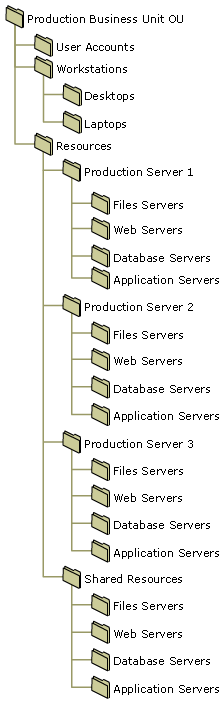 Production Business Unit OU
User Accounts
Workstations
Desktops
Laptops
Resources
Production Server 1
Files Servers
Web Servers
Database Servers
Application Servers
Production Server 2
Files Servers
Web Servers
Database Servers
Application Servers
Production Server 3
Files Servers
Web Servers
Database Servers
Application Servers
Shared Resources
Files Servers
Web Servers
Database Servers
Application Servers